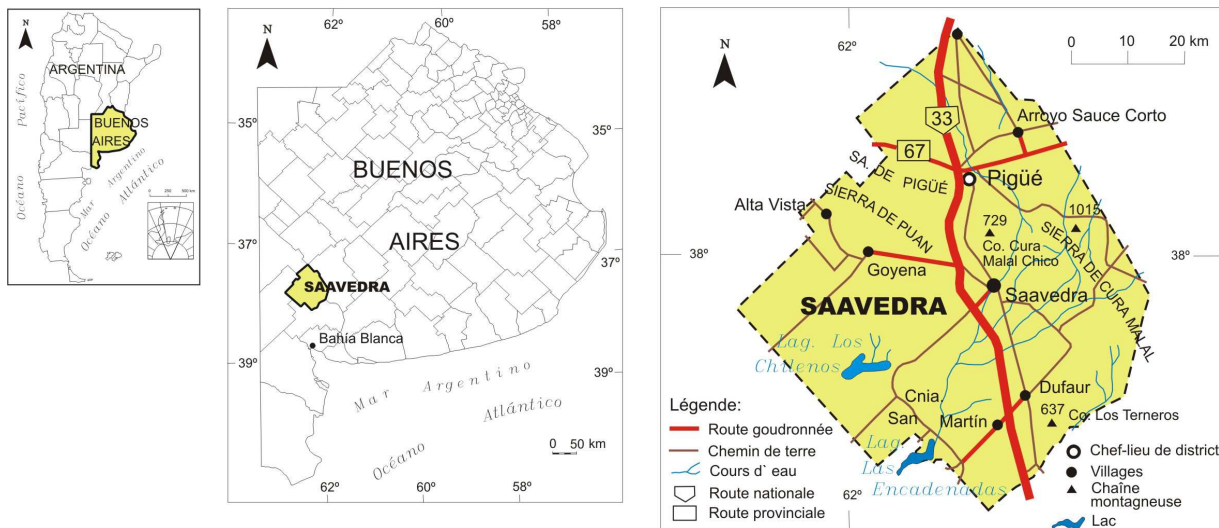 N
ARGENTINA
BUENOS
AIRES
Océano Pacífico
Mar Argentino
Océano Atlántico
0 250 500 km
62º
60º
N
35º
35º
BUENOS
AIRES
37º
37º
SAAVEDRA
Bahía Blanca
39º
39º
Mar Argentino
Océano Atlántico
0 50 km
62º
60º
58º
62º
N
0 10 20 km
33
Arroyo Sauce Corto
67
SA. DE PIGÜÉ
Pigüé
SIERRA DE PUAN
Alta Vista
729
1015
Co. Cura
Malal Chico
SIERRA DE CURA MALAL
38º
38º
Goyena
Saavedra
SAAVEDRA
Lag. Los
Chilenos
Dufaur
Cnia.
San Martín
637
Co. Los Terneros
Lag.
Las
Encadenadas
62º
Légende:
Route goudronnée
Chemin de terre
Cours d` eau
Route nationale
Route provinciale
Chef-lieu de district
Villages
Chaîne
montagneuse
Lac